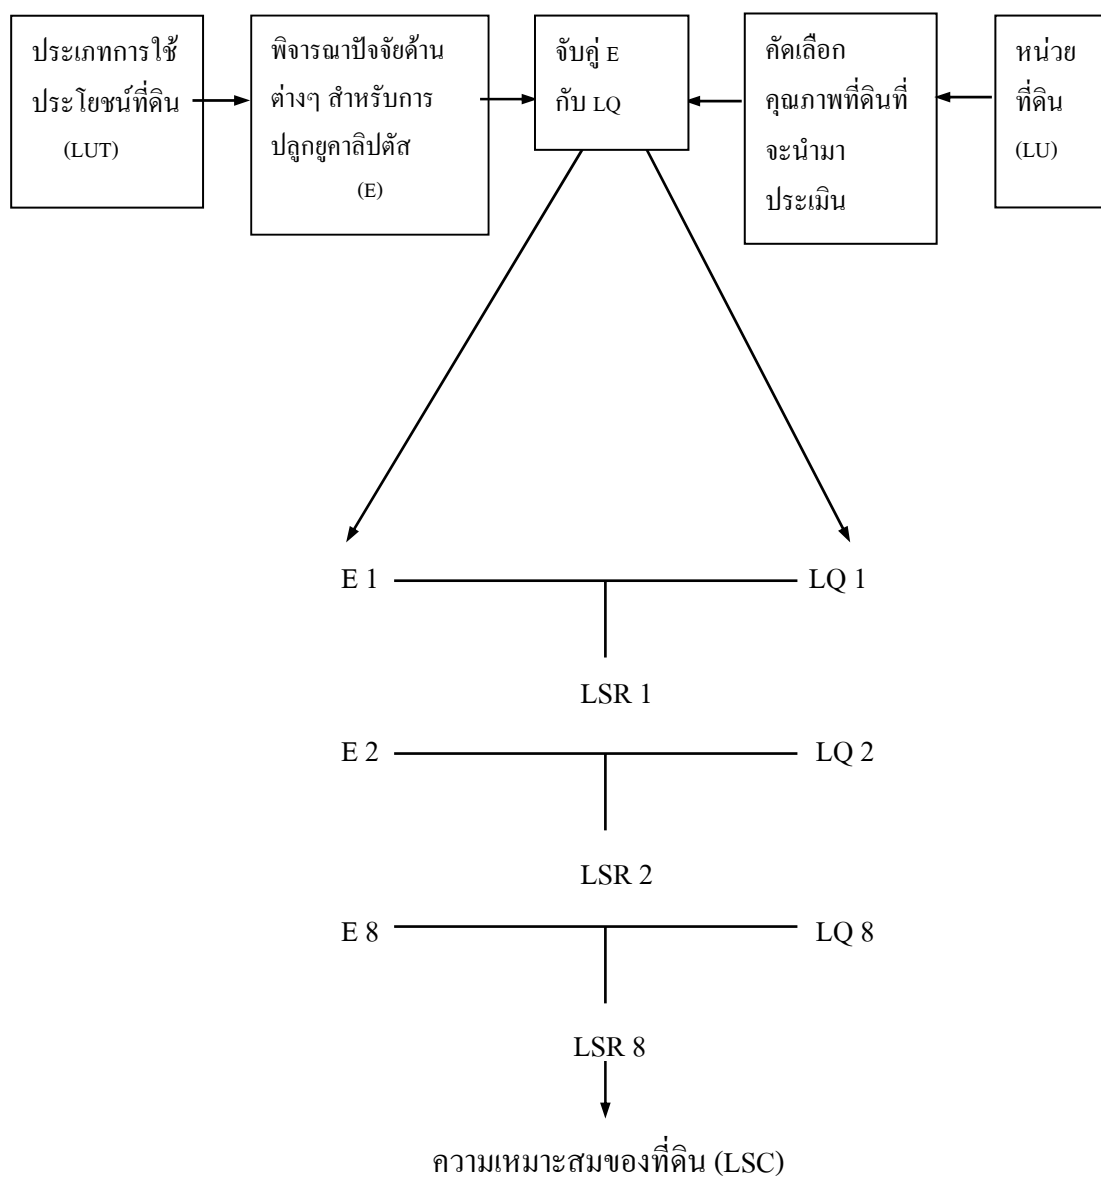 ประเภทการใช้
ประโยชน์ที่ดิน
(LUT)
พิจารณาปัจจัยด้าน
ต่างๆ สำหรับการ
ปลูกยูคาลิปตัส
(E)
จับคู่ E
กับ LQ
คัดเลือก
คุณภาพที่ดินที่
จะนำมา
ประเมิน
หน่วย
ที่ดิน
(LU)
E 1
LQ 1
LSR 1
E 2
LQ 2
LSR 2
E 8
LQ 8
LSR 8
ความเหมาะสมของที่ดิน (LSC)